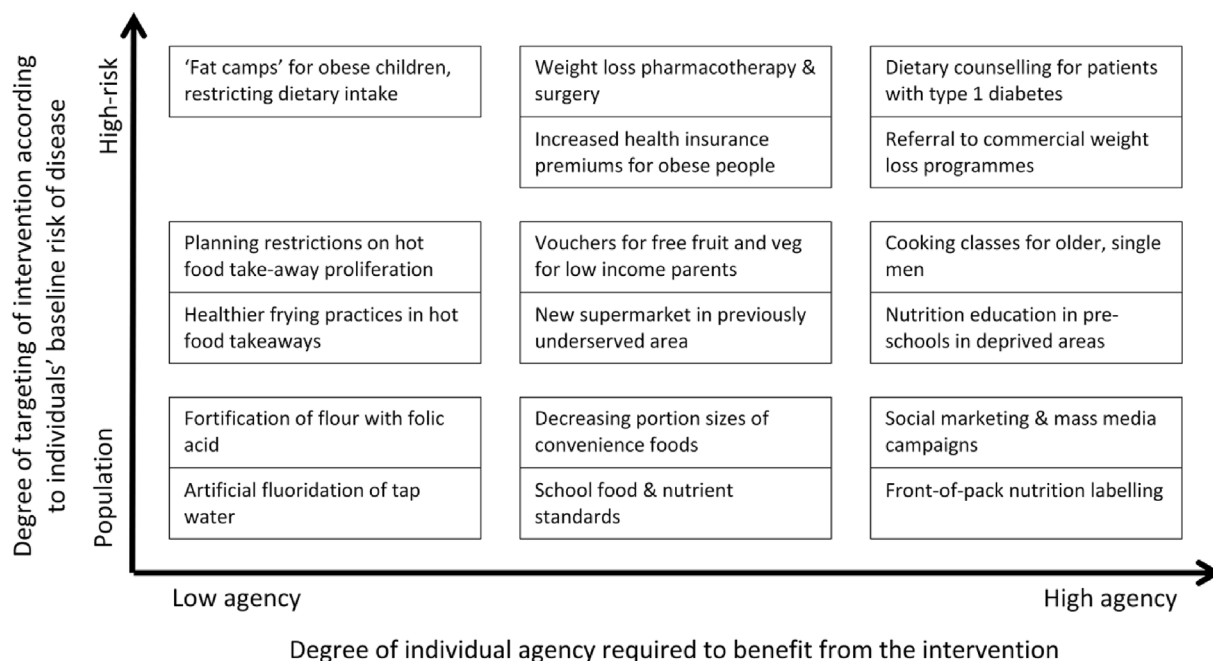 Degree of targeting of intervention according
to individuals' baseline risk of disease
High-risk
Population
‘Fat camps’ for obese children,
restricting dietary intake
Weight loss pharmacotherapy &
surgery
Increased health insurance
premiums for obese people
Dietary counselling for patients
with type 1 diabetes
Referral to commercial weight
loss programmes
Planning restrictions on hot
food take-away proliferation
Healthier frying practices in hot
food takeaways
Vouchers for free fruit and veg
for low income parents
New supermarket in previously
underserved area
Cooking classes for older, single
men
Nutrition education in pre-
schools in deprived areas
Fortification of flour with folic
acid
Artificial fluoridation of tap
water
Decreasing portion sizes of
convenience foods
School food & nutrient
standards
Social marketing & mass media
campaigns
Front-of-pack nutrition labelling
Low agency
High agency
Degree of individual agency required to benefit from the intervention